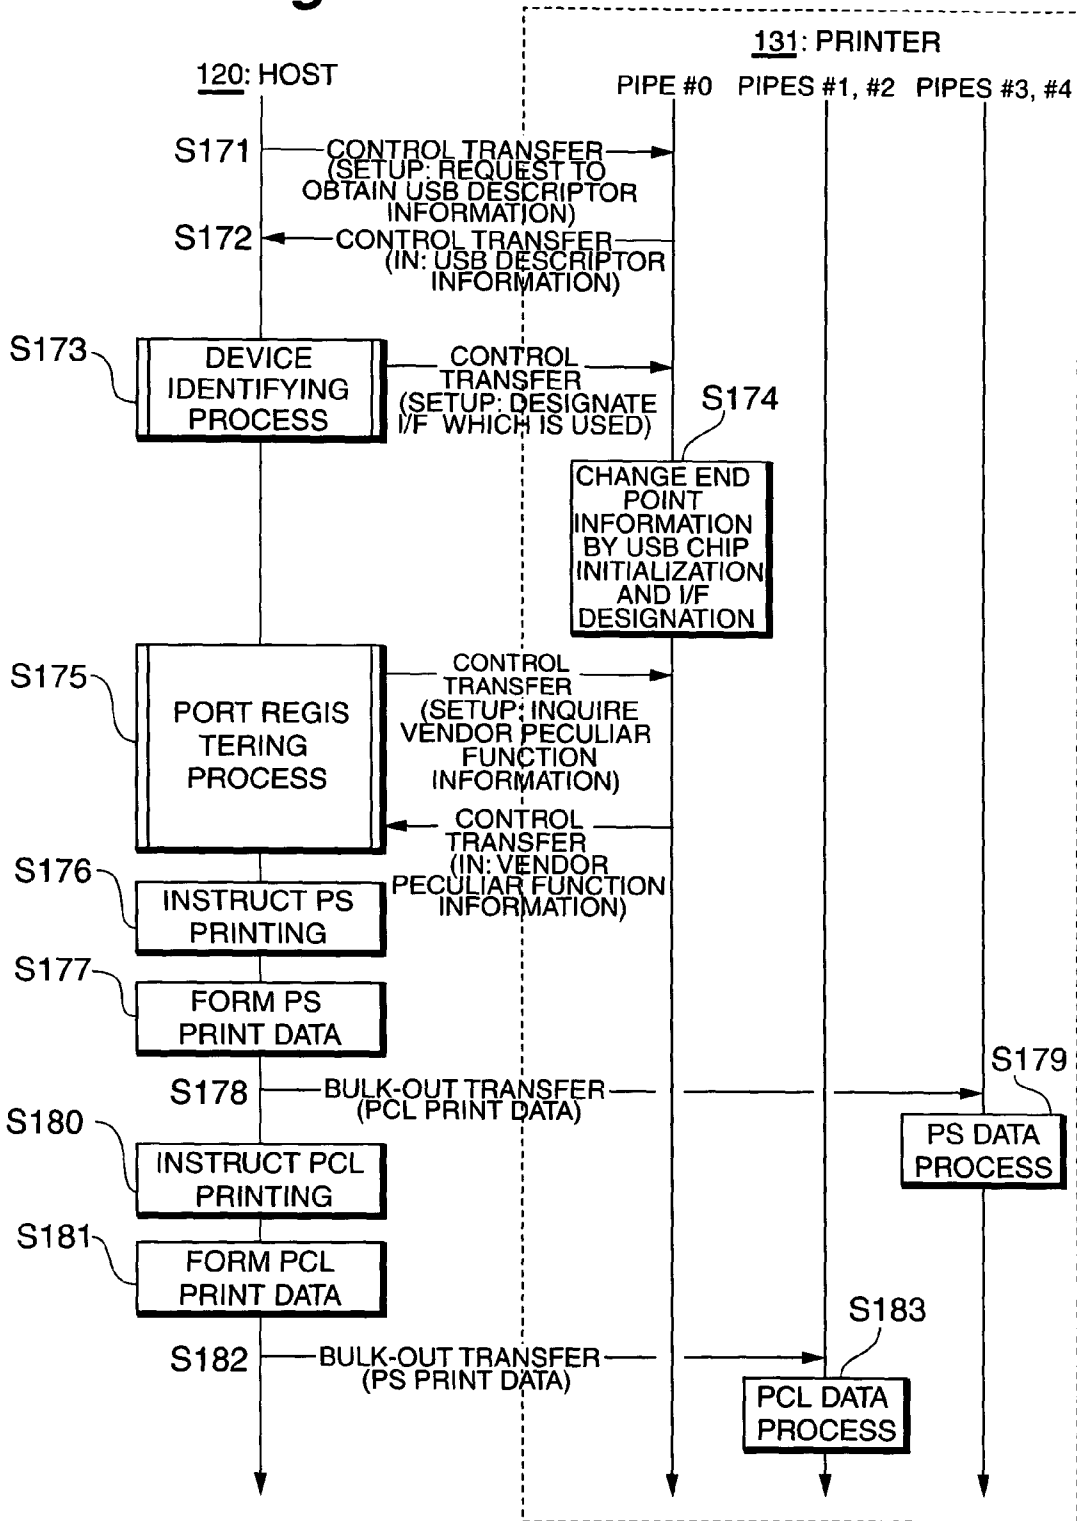 131: PRINTER
120: HOST
PIPE #0 PIPES #1, #2 PIPES #3, #4
S171
CONTROL TRANSFER
(SETUP: REQUEST TO
OBTAIN USB DESCRIPTOR
INFORMATION)
S172
CONTROL TRANSFER
(IN: USB DESCRIPTOR
INFORMATION)
S173
DEVICE
IDENTIFYING
PROCESS
CONTROL
TRANSFER
(SETUP: DESIGNATE
I/F WHICH IS USED)
S174
CHANGE END
POINT
INFORMATION
BY USB CHIP
INITIALIZATION
AND I/F
DESIGNATION
S175
PORT REGIS
TERING
PROCESS
CONTROL
TRANSFER
(SETUP: INQUIRE
VENDOR PECULIAR
FUNCTION
INFORMATION)
CONTROL
TRANSFER
(IN: VENDOR
PECULIAR FUNCTION
INFORMATION)
S176
INSTRUCT PS
PRINTING
S177
FORM PS
PRINT DATA
S178
BULK-OUT TRANSFER
(PCL PRINT DATA)
S179
PS DATA
PROCESS
S180
INSTRUCT PCL
PRINTING
S181
FORM PCL
PRINT DATA
S182
BULK-OUT TRANSFER
(PS PRINT DATA)
S183
PCL DATA
PROCESS